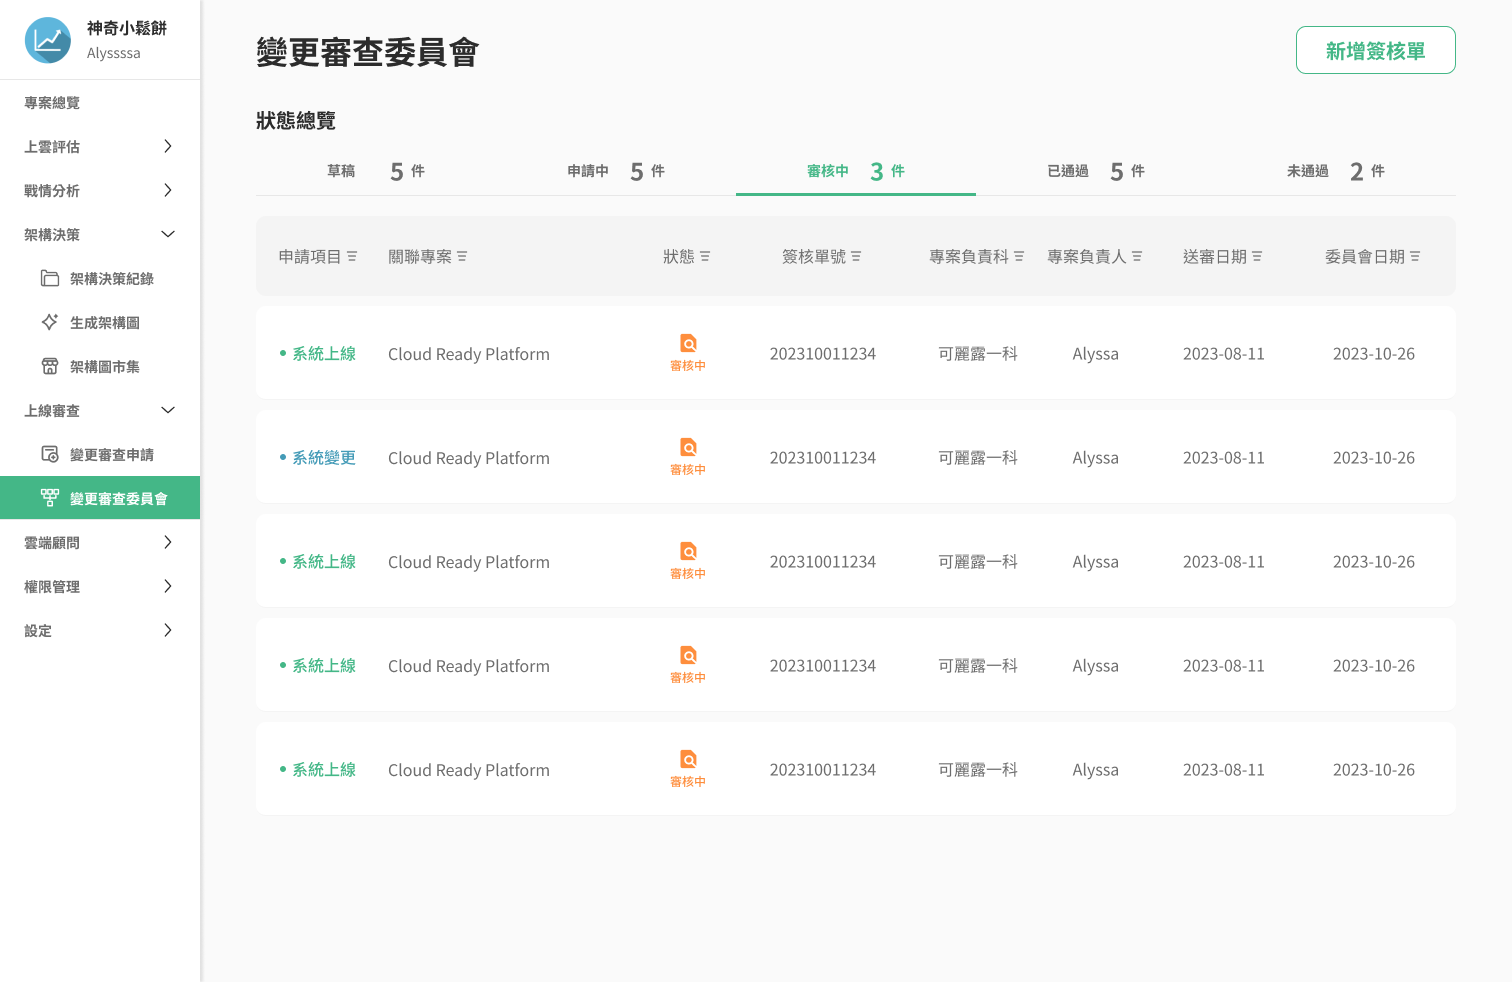 神奇小鬆餅
Alyssssa
專案總覽
上雲評估
戰情分析
架構決策
架構決策紀錄
生成架構圖
架構圖市集
上線審查
變更審查申請
變更審查委員會
雲端顧問
權限管理
設定
變更審查委員會
新增簽核單
狀態總覽
草稿 5 件 申請中 5 件 審核中 3 件 已通過 5 件 未通過 2 件
申請項目 關聯專案 狀態 簽核單號 專案負責科 專案負責人 送審日期 委員會日期
系統上線 Cloud Ready Platform 審核中 202310011234 可麗露一科 Alyssa 2023-08-11 2023-10-26
系統變更 Cloud Ready Platform 審核中 202310011234 可麗露一科 Alyssa 2023-08-11 2023-10-26
系統上線 Cloud Ready Platform 審核中 202310011234 可麗露一科 Alyssa 2023-08-11 2023-10-26
系統上線 Cloud Ready Platform 審核中 202310011234 可麗露一科 Alyssa 2023-08-11 2023-10-26
系統上線 Cloud Ready Platform 審核中 202310011234 可麗露一科 Alyssa 2023-08-11 2023-10-26